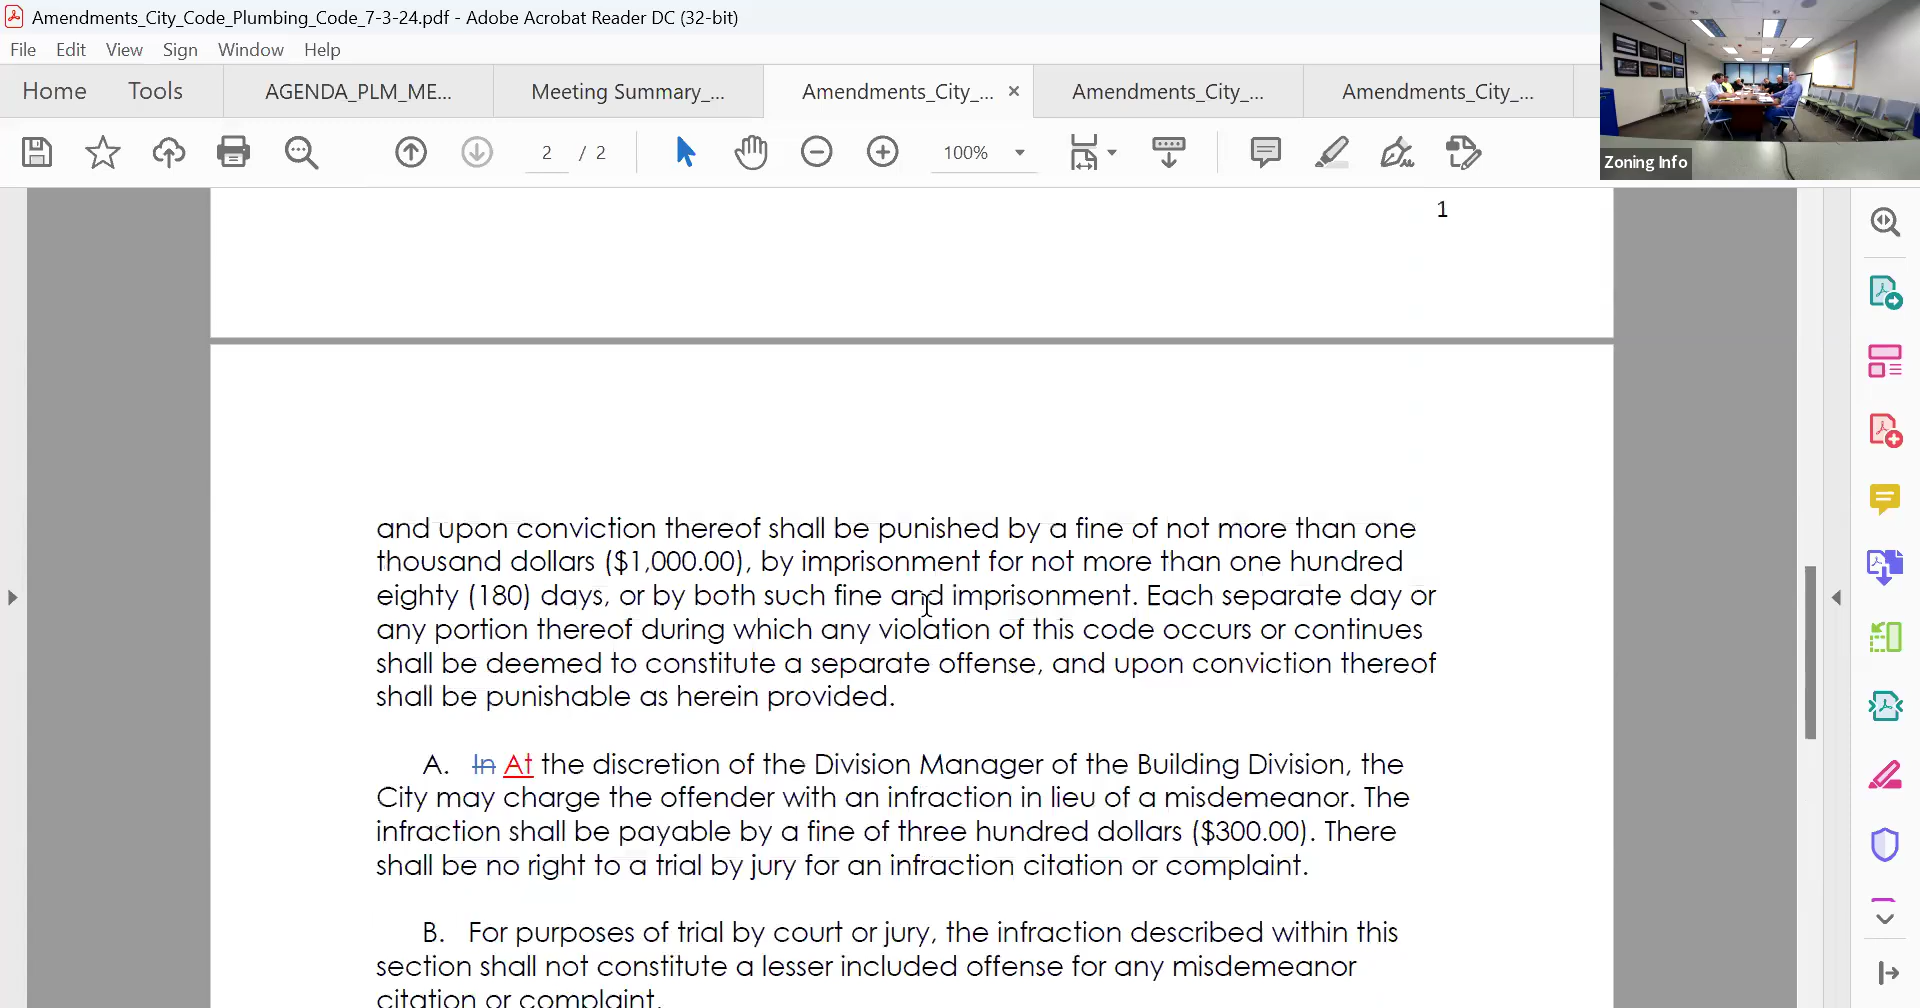 Amendments_City_Code_Plumbing_Code_7-3-24.pdf - Adobe Acrobat Reader DC (32-bit)
File Edit View Sign Window Help
Home Tools AGENDA_PLM_ME... Meeting Summary_... Amendments_City_... × Amendments_City_... Amendments_City_...
2 / 2 100%
Zoning Info
1
and upon conviction thereof shall be punished by a fine of not more than one
thousand dollars ($1,000.00), by imprisonment for not more than one hundred
eighty (180) days, or by both such fine and imprisonment. Each separate day or
any portion thereof during which any violation of this code occurs or continues
shall be deemed to constitute a separate offense, and upon conviction thereof
shall be punishable as herein provided.
A. In At the discretion of the Division Manager of the Building Division, the
City may charge the offender with an infraction in lieu of a misdemeanor. The
infraction shall be payable by a fine of three hundred dollars ($300.00). There
shall be no right to a trial by jury for an infraction citation or complaint.
B. For purposes of trial by court or jury, the infraction described within this
section shall not constitute a lesser included offense for any misdemeanor
citation or complaint.